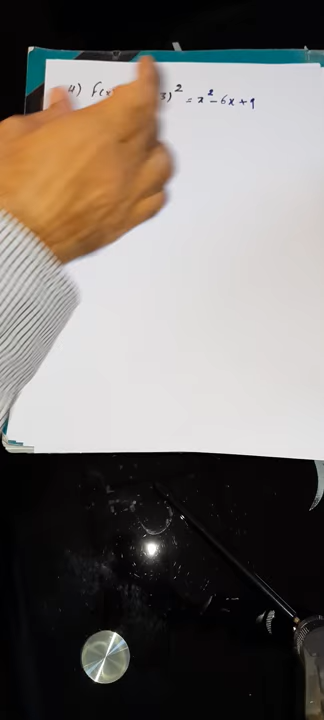 4) f(x 3)² = x² - 6x + 9